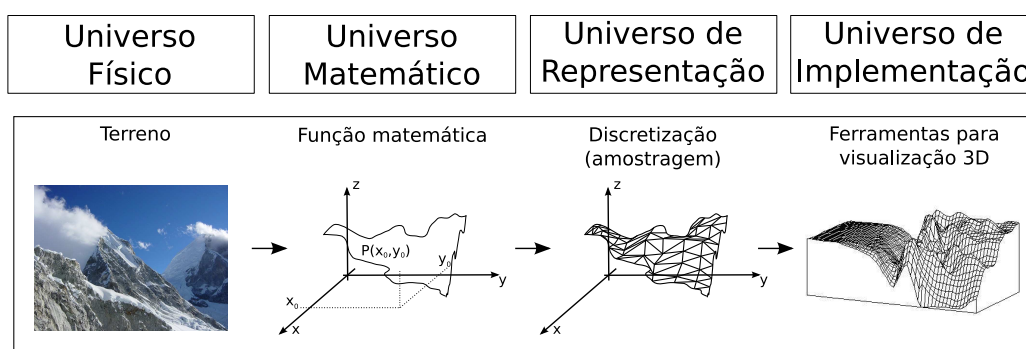 Universo
Físico
Universo
Matemático
Universo de
Representação
Universo de
Implementação
Terreno
Função matemática
Discretização
(amostragem)
Ferramentas para
visualização 3D
z
P(x₀,y₀)
y₀
y
x₀
x
z
y
x